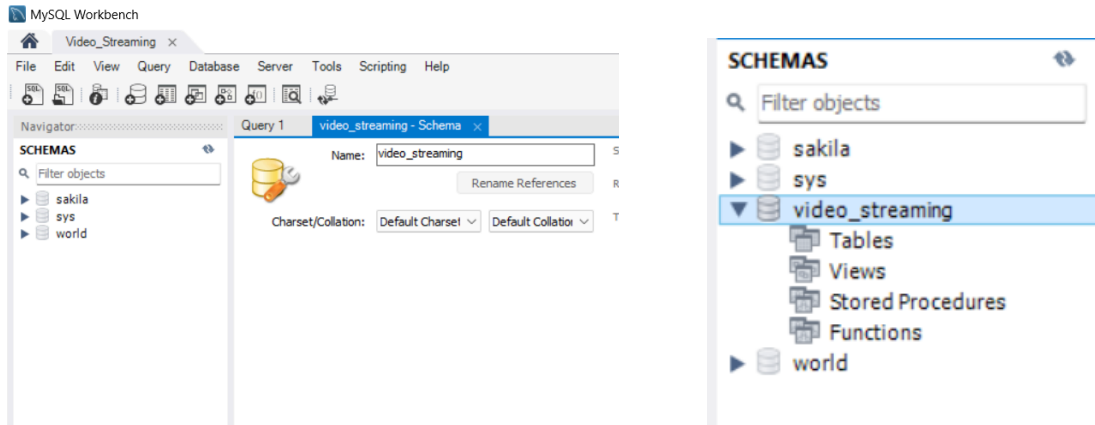 MySQL Workbench
Video_Streaming
File Edit View Query Database Server Tools Scripting Help
Navigator
SCHEMAS
Filter objects
sakila
sys
world
Query 1 video_streaming - Schema
Name: video_streaming
Rename References
Charset/Collation: Default Charset Default Collation
S
R
T
SCHEMAS
Filter objects
sakila
sys
video_streaming
Tables
Views
Stored Procedures
Functions
world